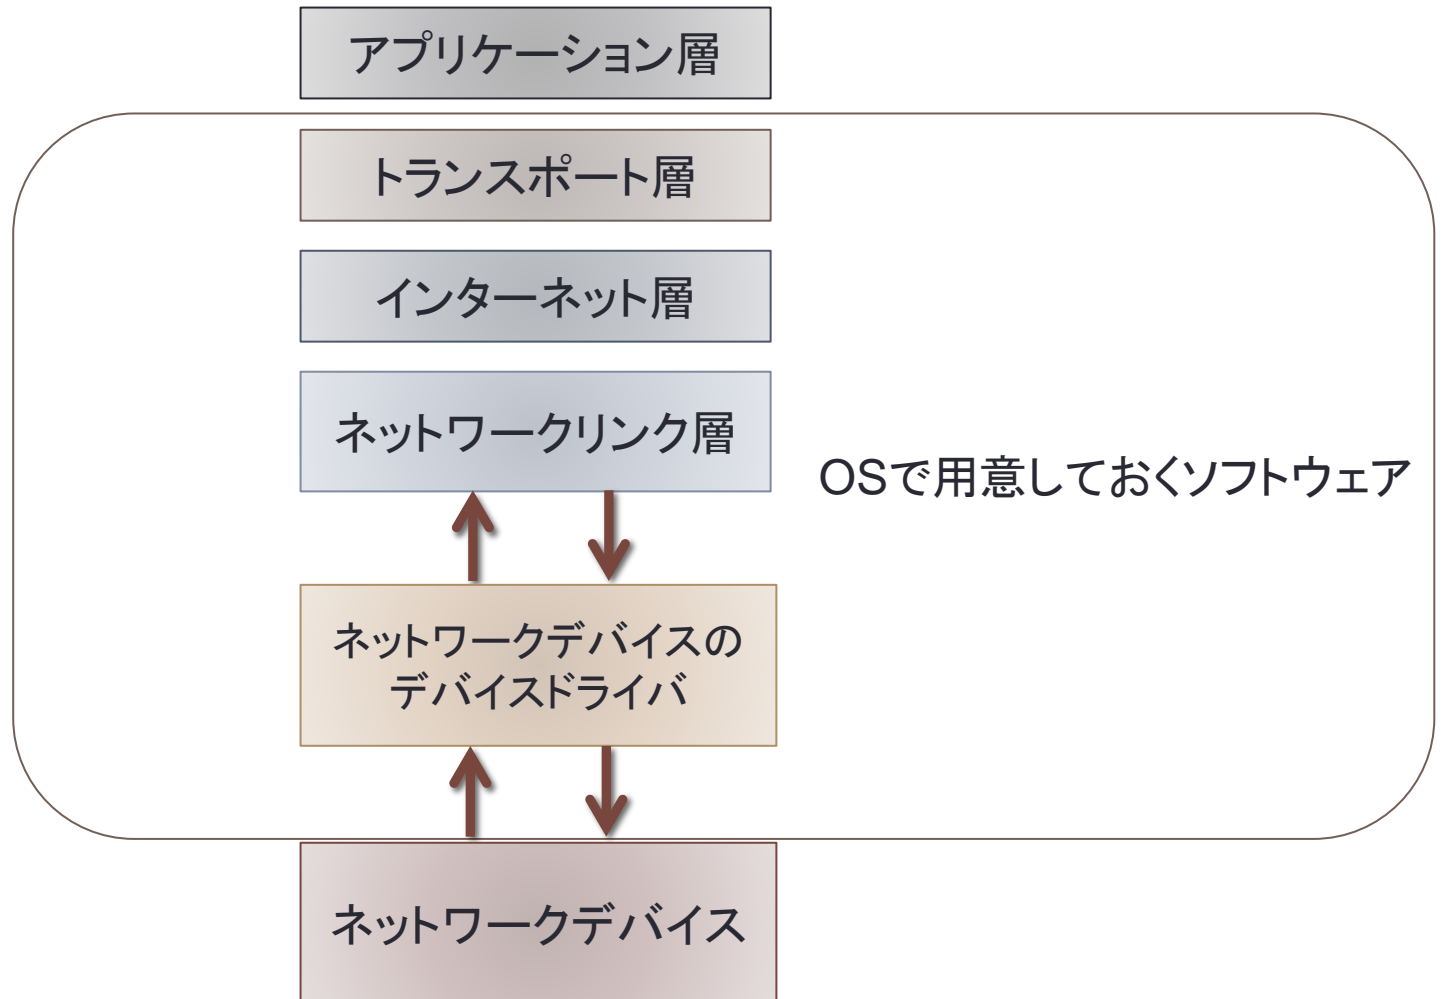 アプリケーション層
トランスポート層
インターネット層
ネットワークリンク層
OSで用意しておくソフトウェア
ネットワークデバイスの
デバイスドライバ
ネットワークデバイス